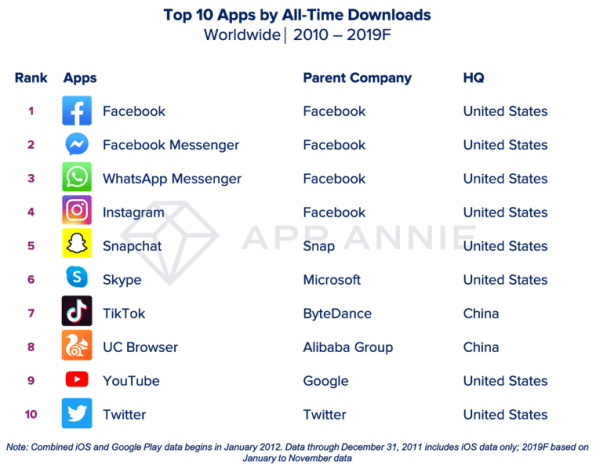 Top 10 Apps by All-Time Downloads
Worldwide | 2010 – 2019F
Rank Apps Parent Company HQ
1 Facebook Facebook United States
2 Facebook Messenger Facebook United States
3 WhatsApp Messenger Facebook United States
4 Instagram Facebook United States
APP ANNIE
5 Snapchat Snap United States
6 Skype Microsoft United States
7 TikTok ByteDance China
8 UC Browser Alibaba Group China
9 YouTube Google United States
10 Twitter Twitter United States
Note: Combined iOS and Google Play data begins in January 2012. Data through December 31, 2011 includes iOS data only; 2019F based on
January to November data